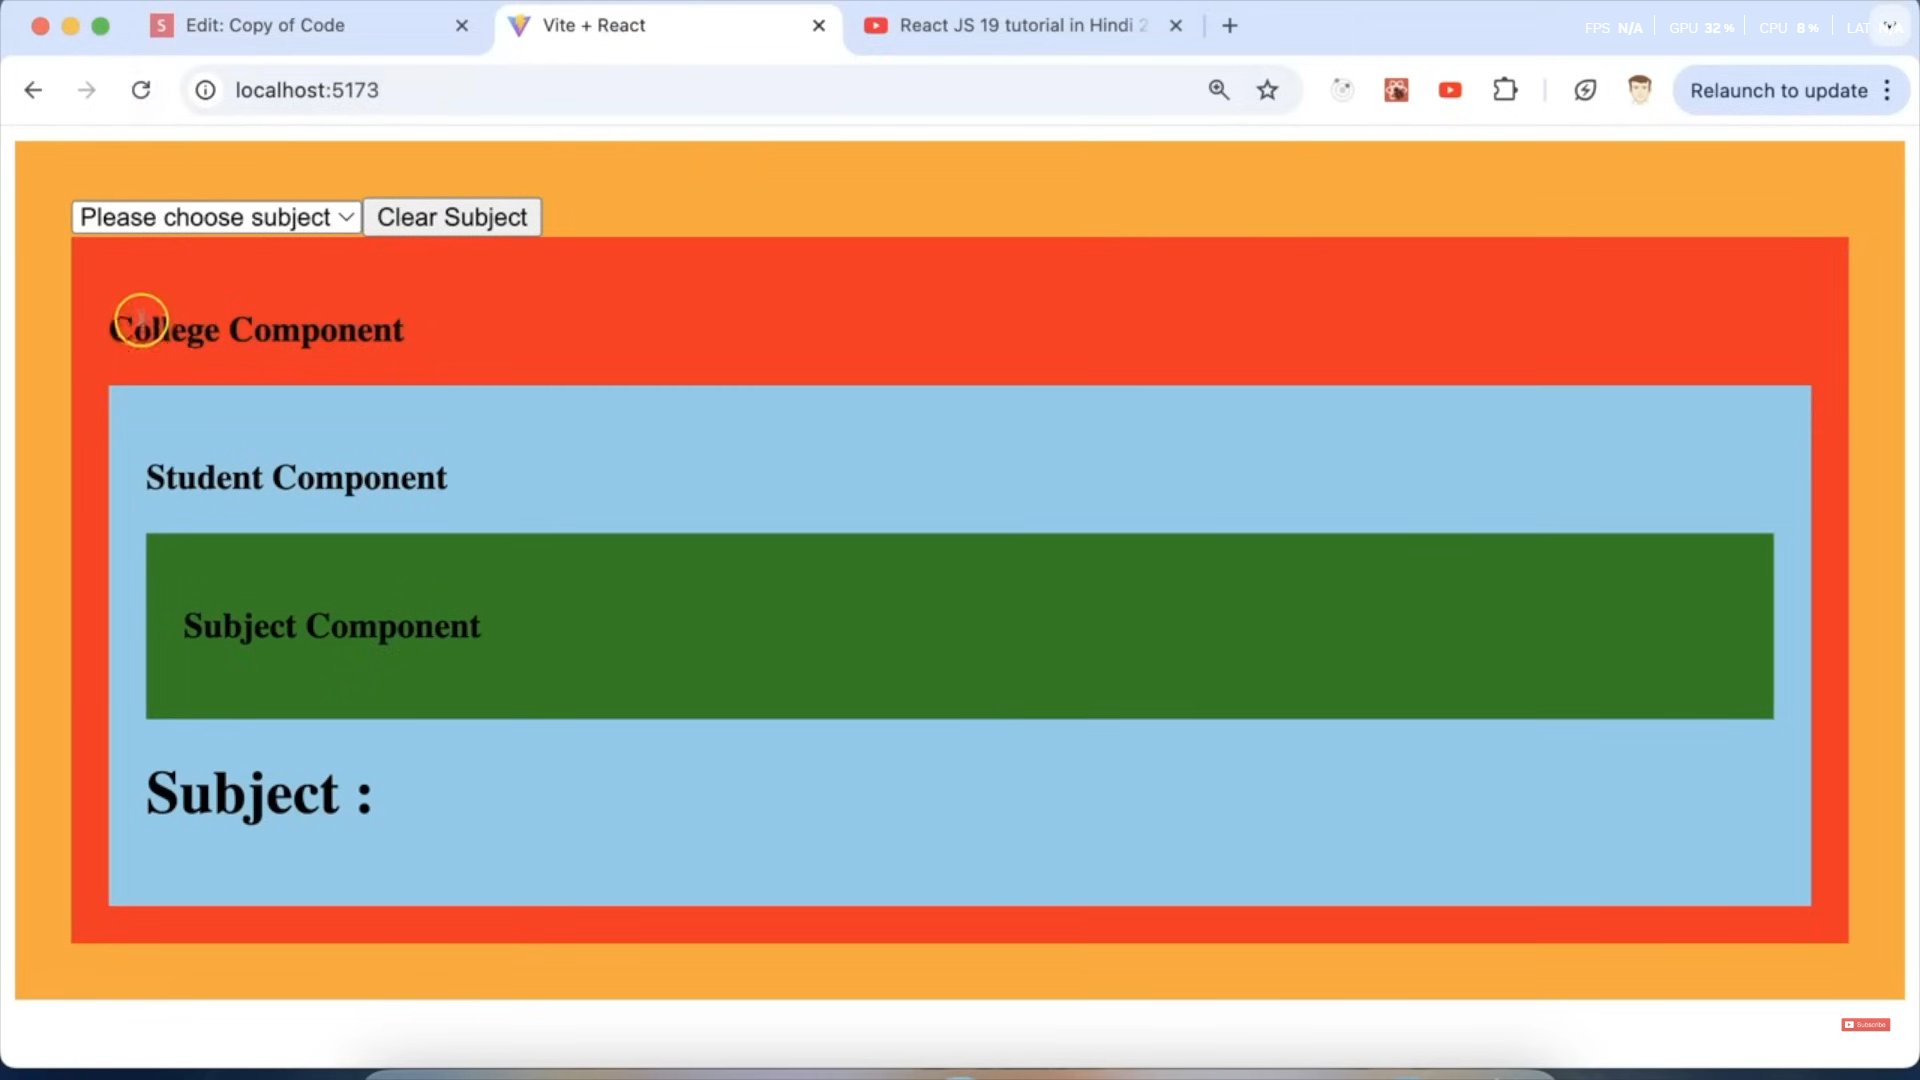 S Edit: Copy of Code Vite + React React JS 19 tutorial in Hindi 2 FPS N/A GPU 32% CPU 8% LAT
localhost:5173 Relaunch to update
Please choose subject Clear Subject
College Component
Student Component
Subject Component
Subject :
Subscribe